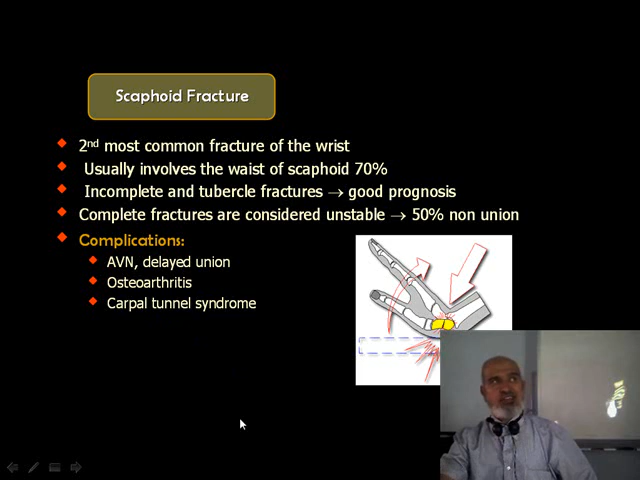 Scaphoid Fracture
2nd most common fracture of the wrist
Usually involves the waist of scaphoid 70%
Incomplete and tubercle fractures → good prognosis
Complete fractures are considered unstable → 50% non union
Complications:
AVN, delayed union
Osteoarthritis
Carpal tunnel syndrome